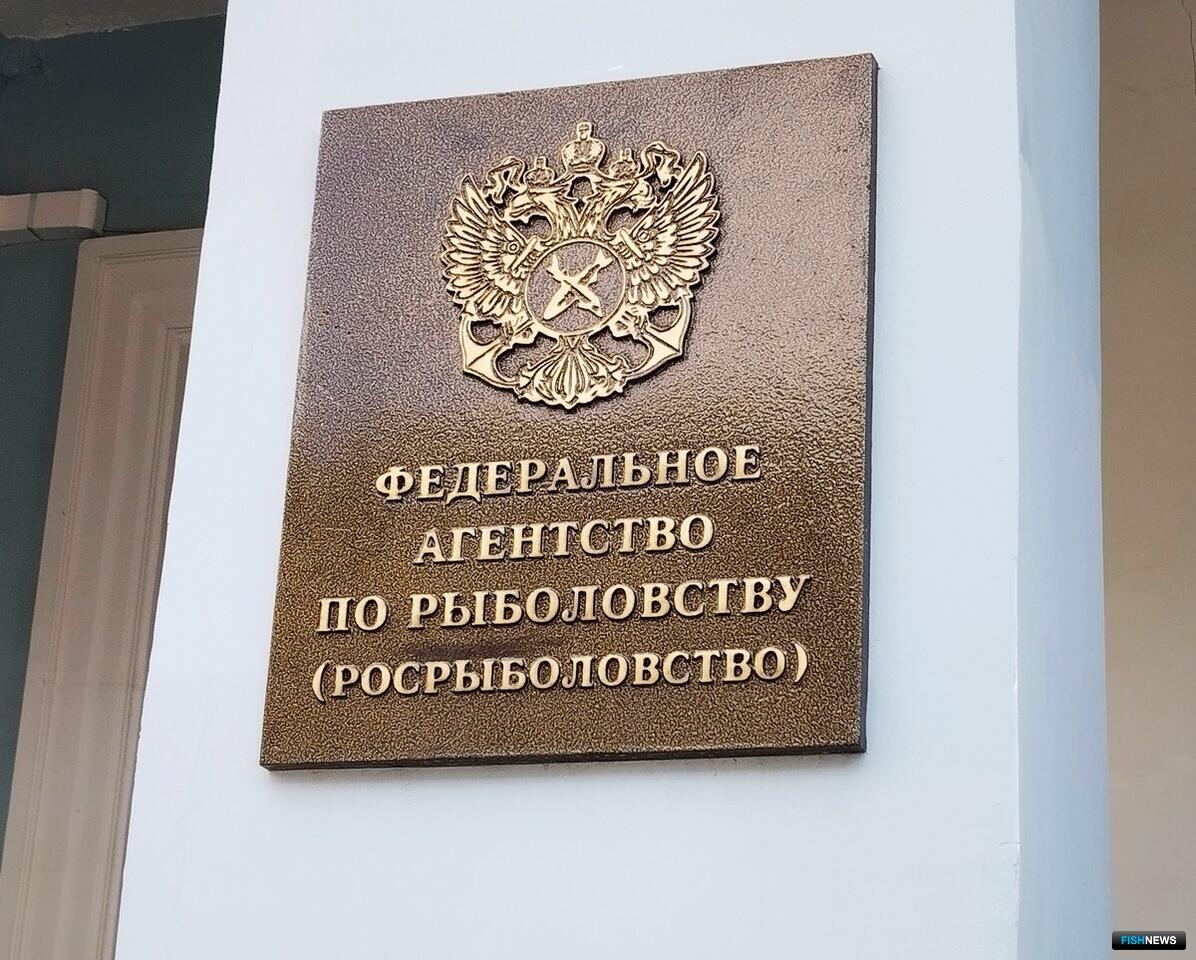 ФЕДЕРАЛЬНОЕ
АГЕНТСТВО
ПО РЫБОЛОВСТВУ
(РОСРЫБОЛОВСТВО)
FISHNEWS